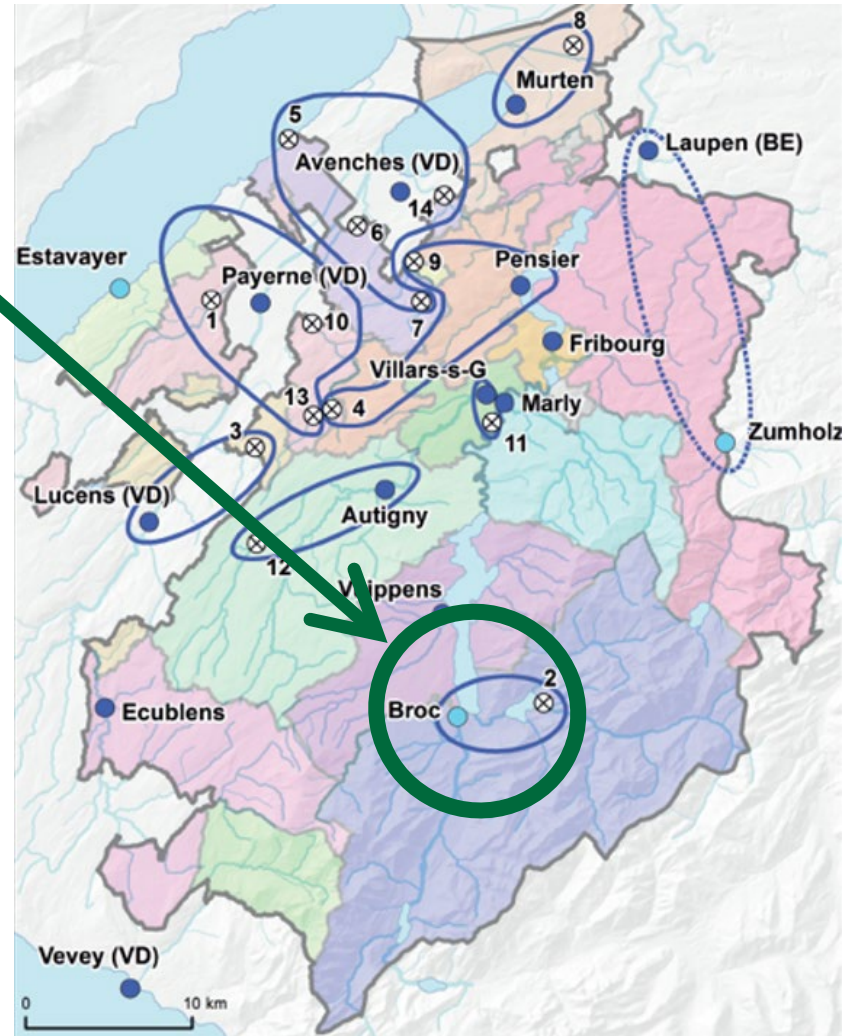 8
Murten
5
Laupen (BE)
Avenches (VD)
14
6
Estavayer
9
Pensier
Payerne (VD)
1
7
10
Fribourg
Villars-s-G
13
4
Marly
3
11
Zumholz
Lucens (VD)
Autigny
12
Vuippens
2
Broc
Ecublens
Vevey (VD)
0
10 km